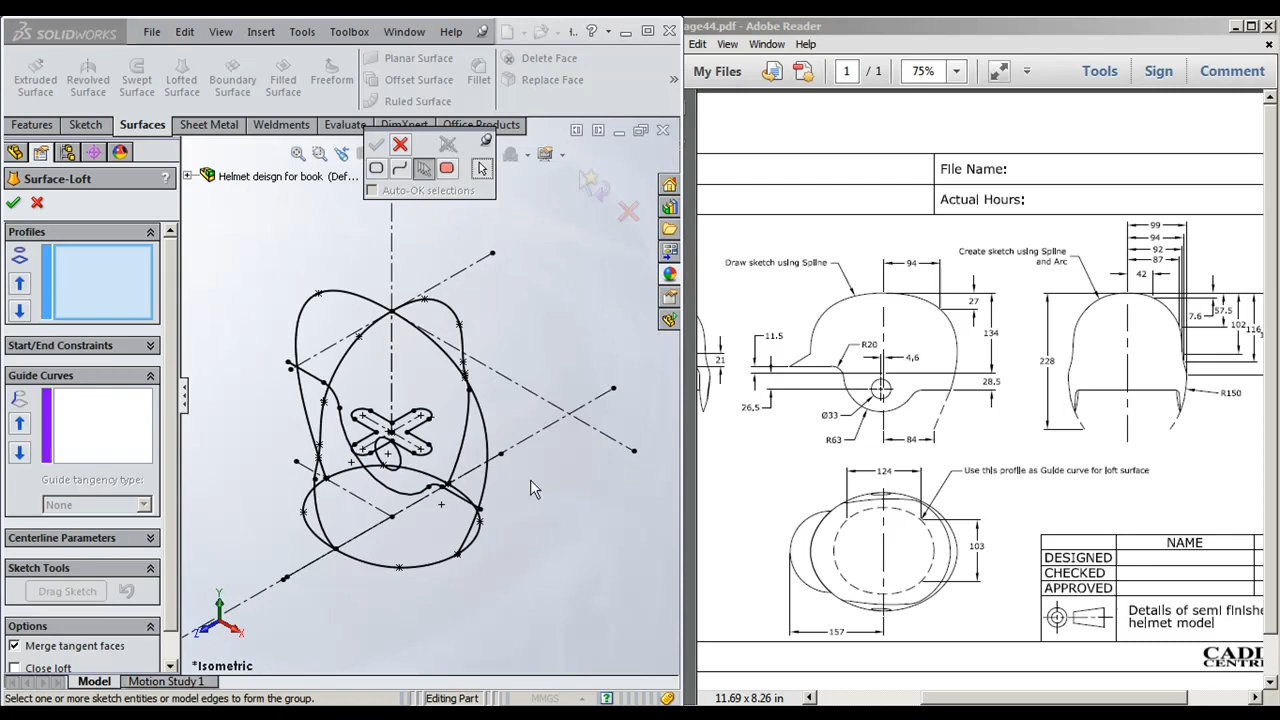 SOLIDWORKS File Edit View Insert Tools Toolbox Window Help
Extruded Surface
Revolved Surface
Swept Surface
Lofted Surface
Boundary Surface
Filled Surface
Freeform
Planar Surface
Offset Surface
Ruled Surface
Fillet
Delete Face
Replace Face
Features Sketch Surfaces Sheet Metal Weldments Evaluate DimXpert Office Products
Auto-OK selections
Surface-Loft ?
Helmet deisgn for book (Def...
Profiles
Start/End Constraints
Guide Curves
Guide tangency type:
None
Centerline Parameters
Sketch Tools
Drag Sketch
Options
Merge tangent faces
Close loft
Y
Z
X
*Isometric
Model Motion Study 1
Select one or more sketch entities or model edges to form the group.
Editing Part
MMGS
age44.pdf - Adobe Reader
Edit View Window Help
My Files 1 / 1 75% Tools Sign Comment
File Name:
Actual Hours:
Draw sketch using Spline
94
27
11.5
R20
4,6
134
21
28.5
26.5
Ø33
R63
84
Create sketch using Spline
and Arc
99
94
92
87
42
7.6
57.5
102
116
228
R150
124
Use this profile as Guide curve for loft surface
103
157
NAME
DESIGNED
CHECKED
APPROVED
Details of semi finishe
helmet model
CADD
CENTRE
11.69 x 8.26 in